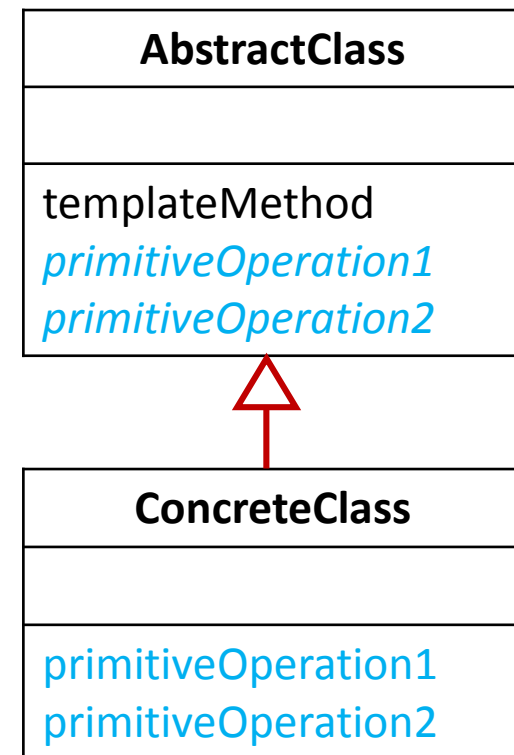 AbstractClass
templateMethod
primitiveOperation1
primitiveOperation2
ConcreteClass
primitiveOperation1
primitiveOperation2